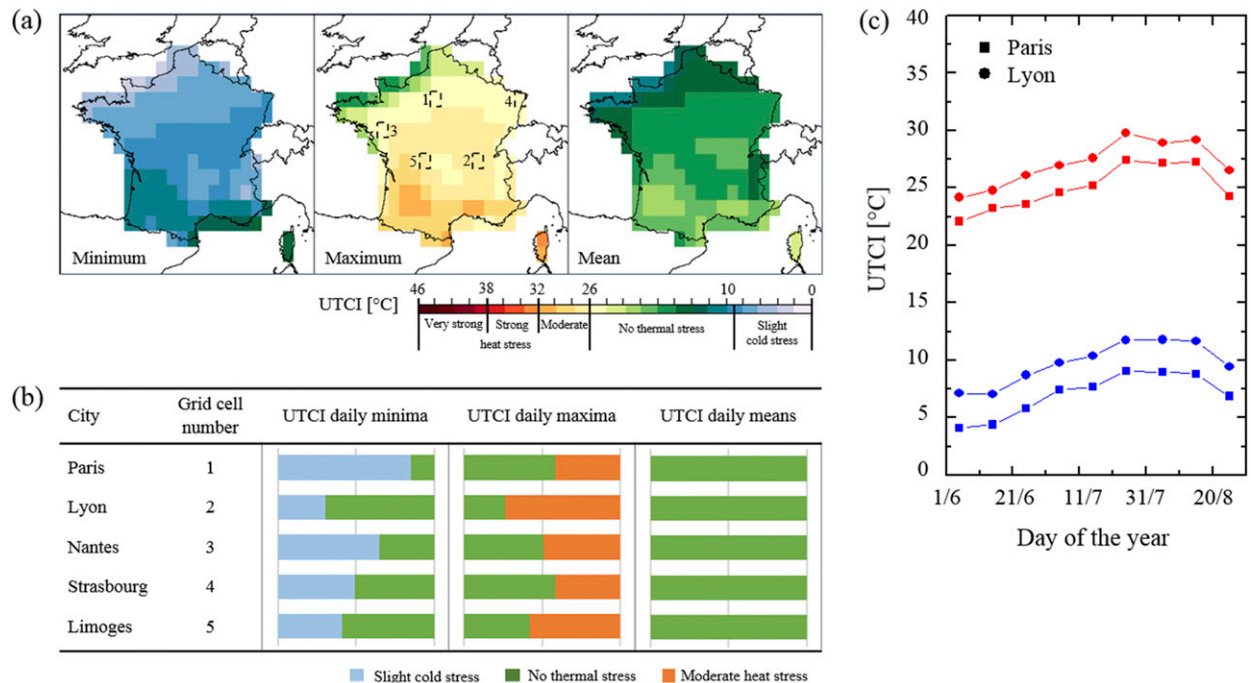 (a)
1
4
3
5
2
Minimum
Maximum
Mean
UTCI [°C]
46 38 32 26 10 0
Very strong Strong Moderate No thermal stress Slight
heat stress cold stress
(b)
City Grid cell number UTCI daily minima UTCI daily maxima UTCI daily means
Paris 1
Lyon 2
Nantes 3
Strasbourg 4
Limoges 5
Slight cold stress No thermal stress Moderate heat stress
(c)
40
35
30
25
20
15
10
5
0
UTCI [°C]
Paris
Lyon
1/6 21/6 11/7 31/7 20/8
Day of the year